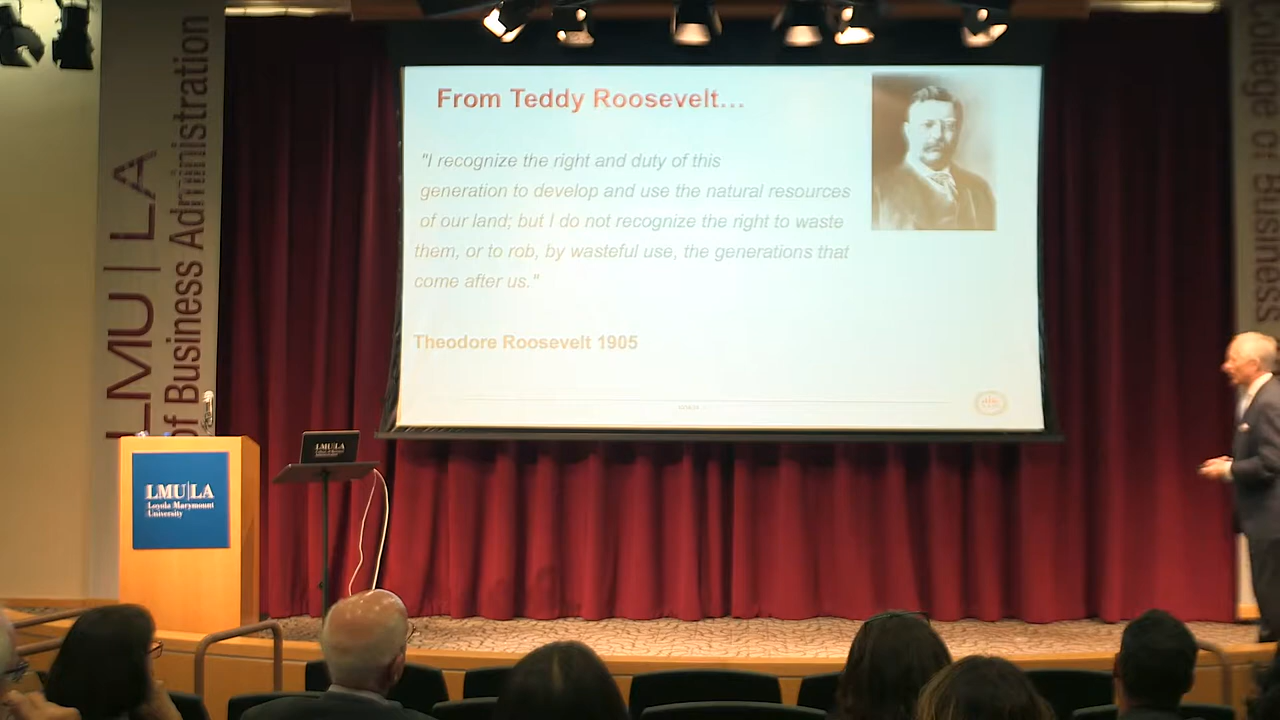 From Teddy Roosevelt...
"I recognize the right and duty of this
generation to develop and use the natural resources
of our land; but I do not recognize the right to waste
them, or to rob, by wasteful use, the generations that
come after us."
Theodore Roosevelt 1905
LMU | LA
of Business Administration
College of Business
LMU|LA
Loyola Marymount
University
LMU|LA